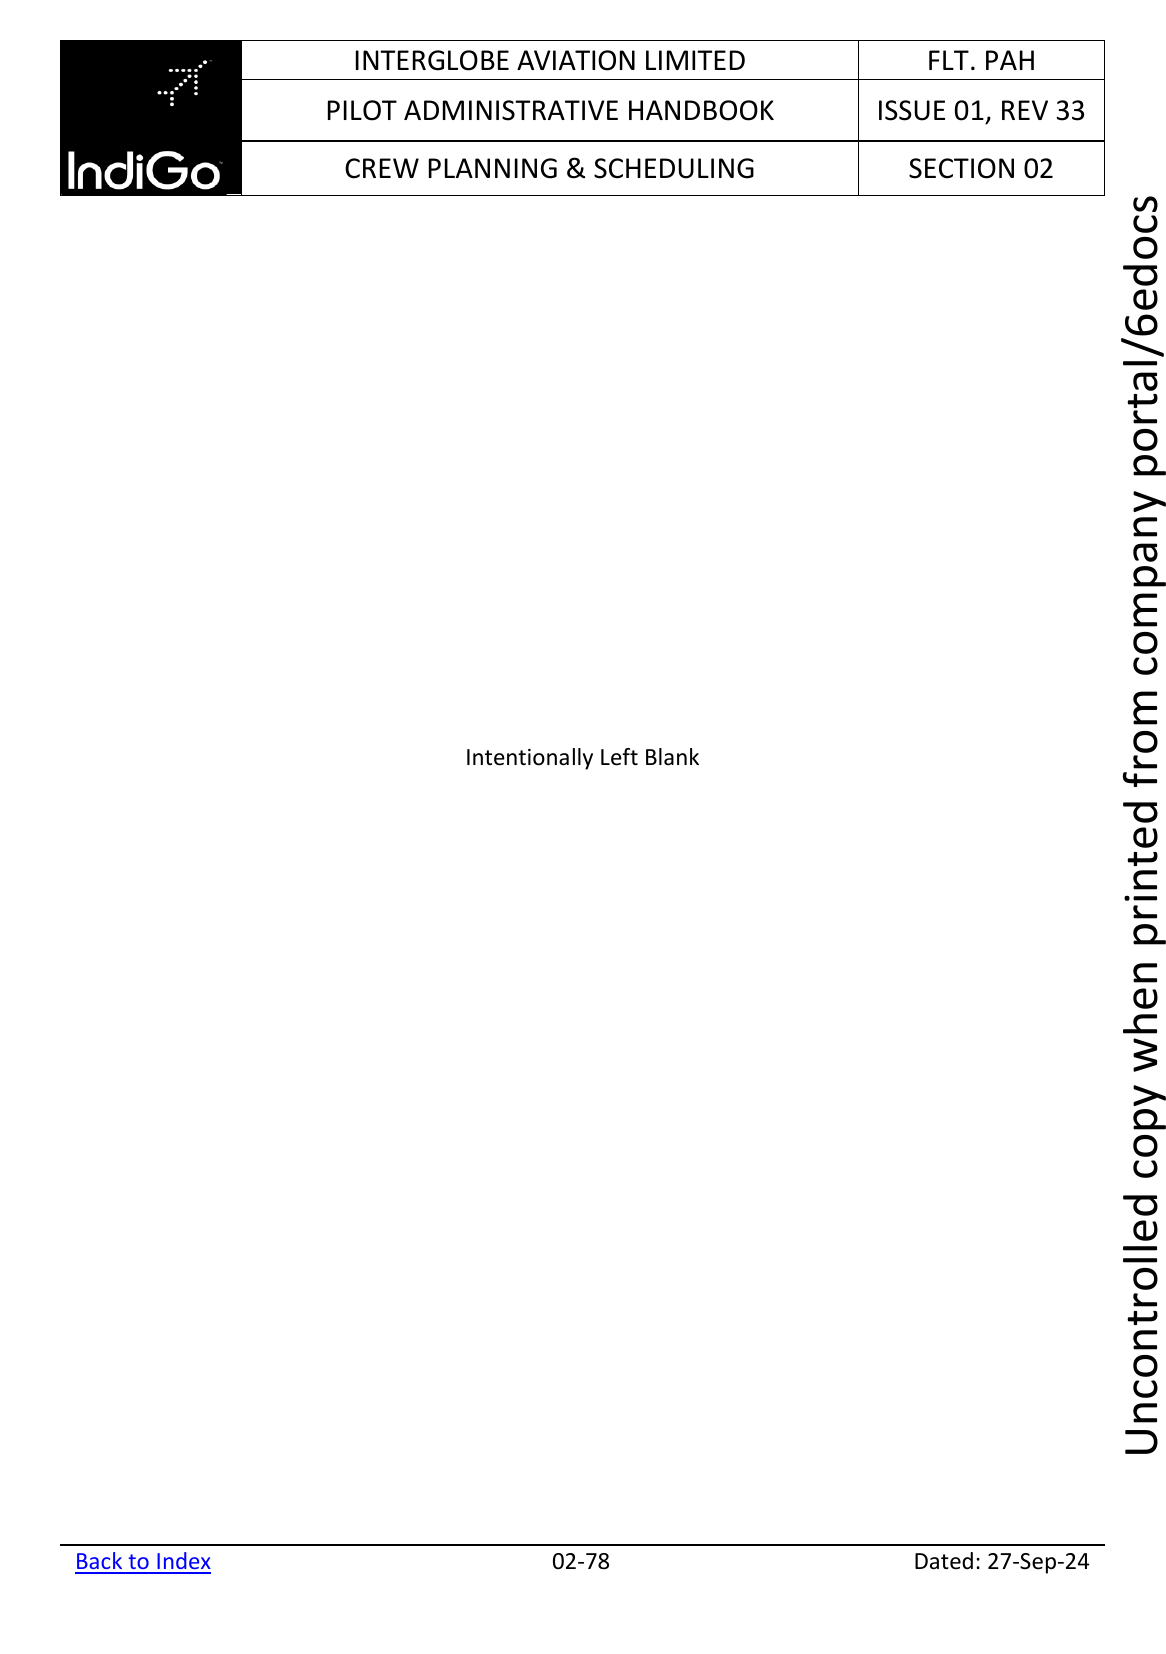 INTERGLOBE AVIATION LIMITED
FLT. PAH
PILOT ADMINISTRATIVE HANDBOOK
ISSUE 01, REV 33
CREW PLANNING & SCHEDULING
SECTION 02
IndiGo
Intentionally Left Blank
Uncontrolled copy when printed from company portal/6edocs
Back to Index
02-78
Dated: 27-Sep-24